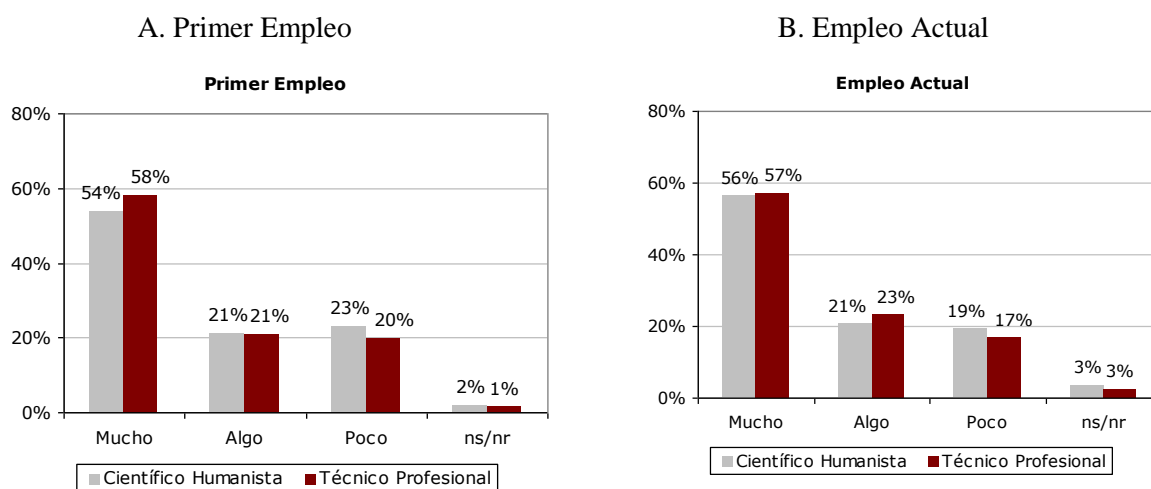 A. Primer Empleo
B. Empleo Actual
Primer Empleo
80%
60%
40%
20%
0%
54%
58%
21%
21%
23%
20%
2%
1%
Mucho
Algo
Poco
ns/nr
Científico Humanista
Técnico Profesional
Empleo Actual
80%
60%
40%
20%
0%
56%
57%
21%
23%
19%
17%
3%
3%
Mucho
Algo
Poco
ns/nr
Científico Humanista
Técnico Profesional